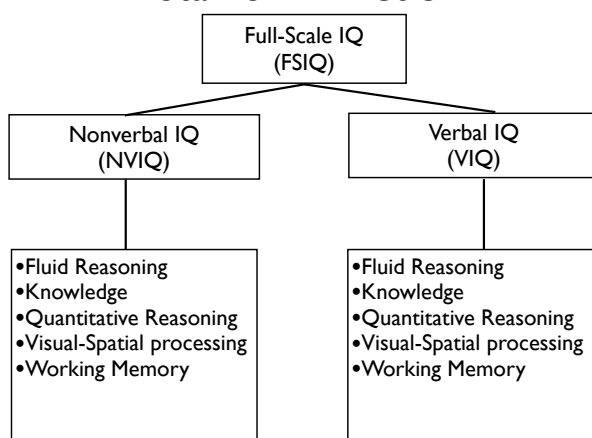 Full-Scale IQ
(FSIQ)
Nonverbal IQ
(NVIQ)
Verbal IQ
(VIQ)
•Fluid Reasoning
•Knowledge
•Quantitative Reasoning
•Visual-Spatial processing
•Working Memory
•Fluid Reasoning
•Knowledge
•Quantitative Reasoning
•Visual-Spatial processing
•Working Memory